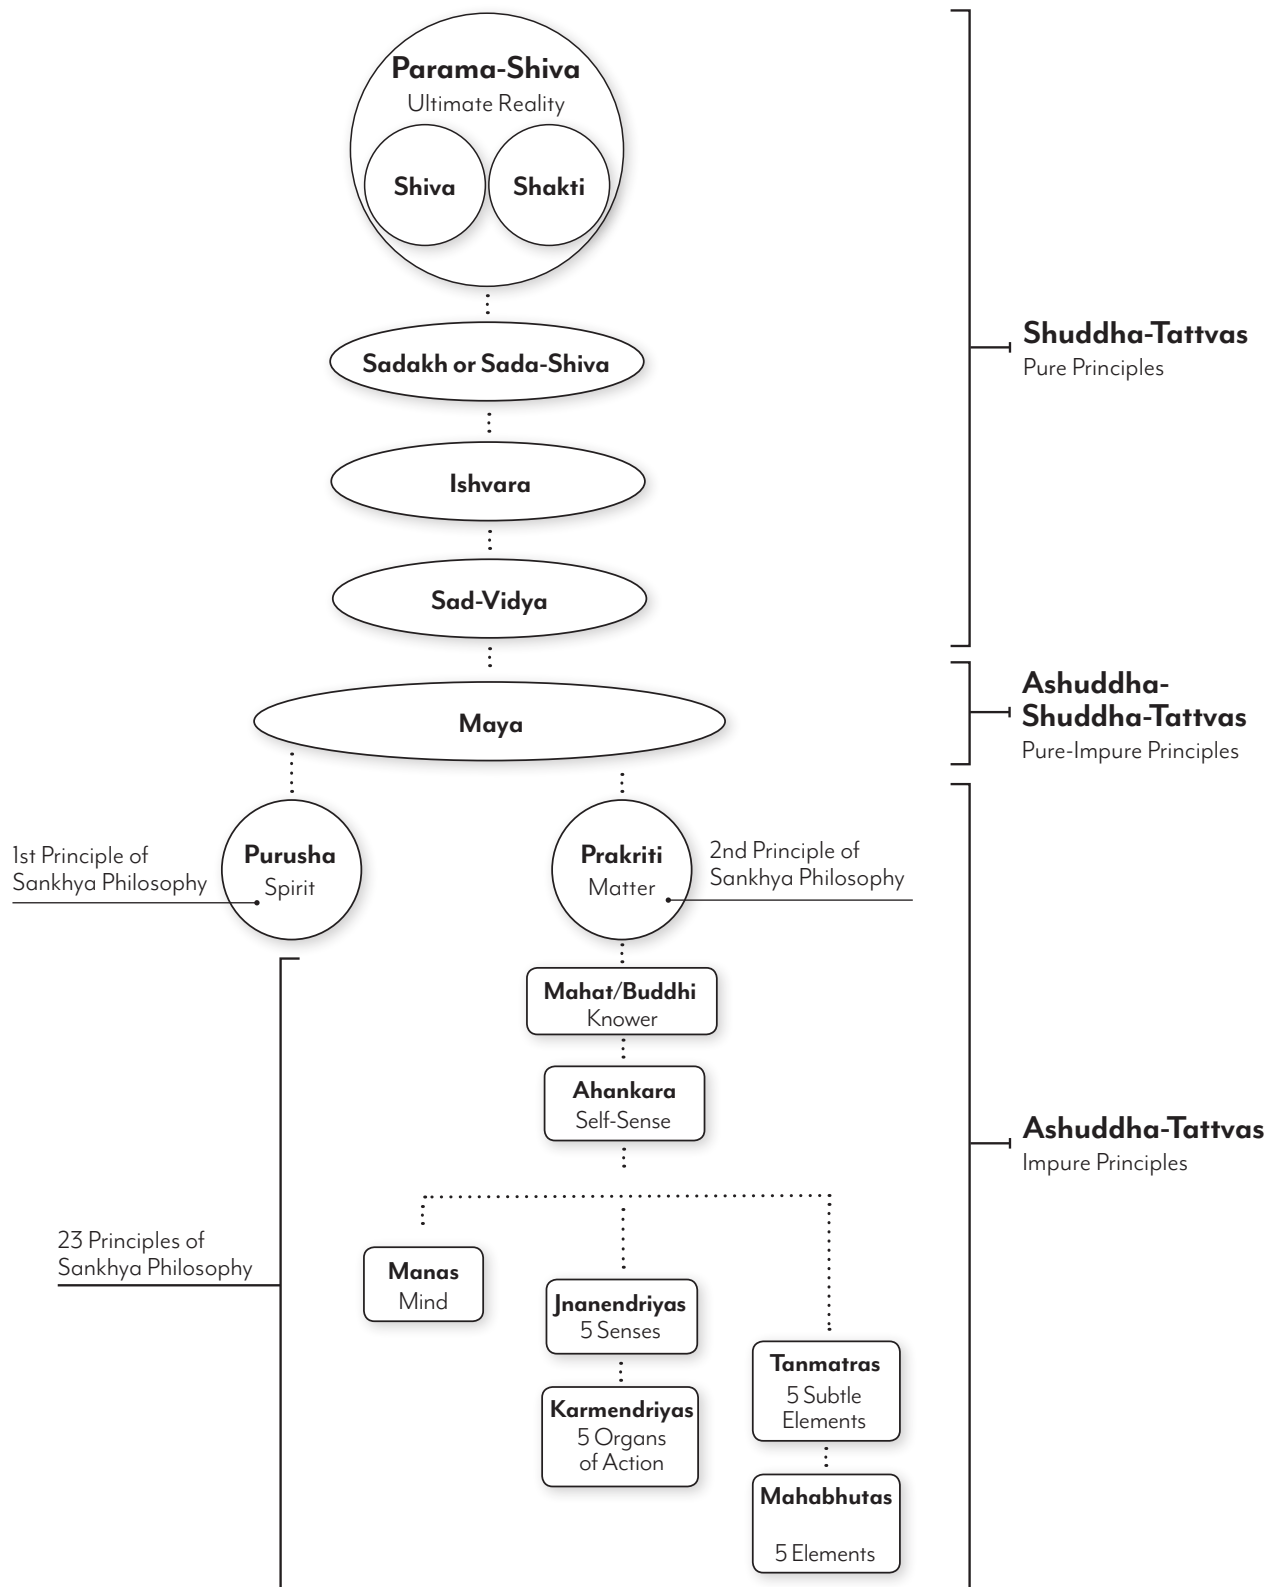 Parama-Shiva
Ultimate Reality
Shiva
Shakti
Sadakh or Sada-Shiva
Shuddha-Tattvas
Pure Principles
Ishvara
Sad-Vidya
Maya
Ashuddha-
Shuddha-Tattvas
Pure-Impure Principles
1st Principle of
Sankhya Philosophy
Purusha
Spirit
Prakriti
Matter
2nd Principle of
Sankhya Philosophy
Mahat/Buddhi
Knower
Ahankara
Self-Sense
Ashuddha-Tattvas
Impure Principles
23 Principles of
Sankhya Philosophy
Manas
Mind
Jnanendriyas
5 Senses
Karmendriyas
5 Organs
of Action
Tanmatras
5 Subtle
Elements
Mahabhutas
5 Elements